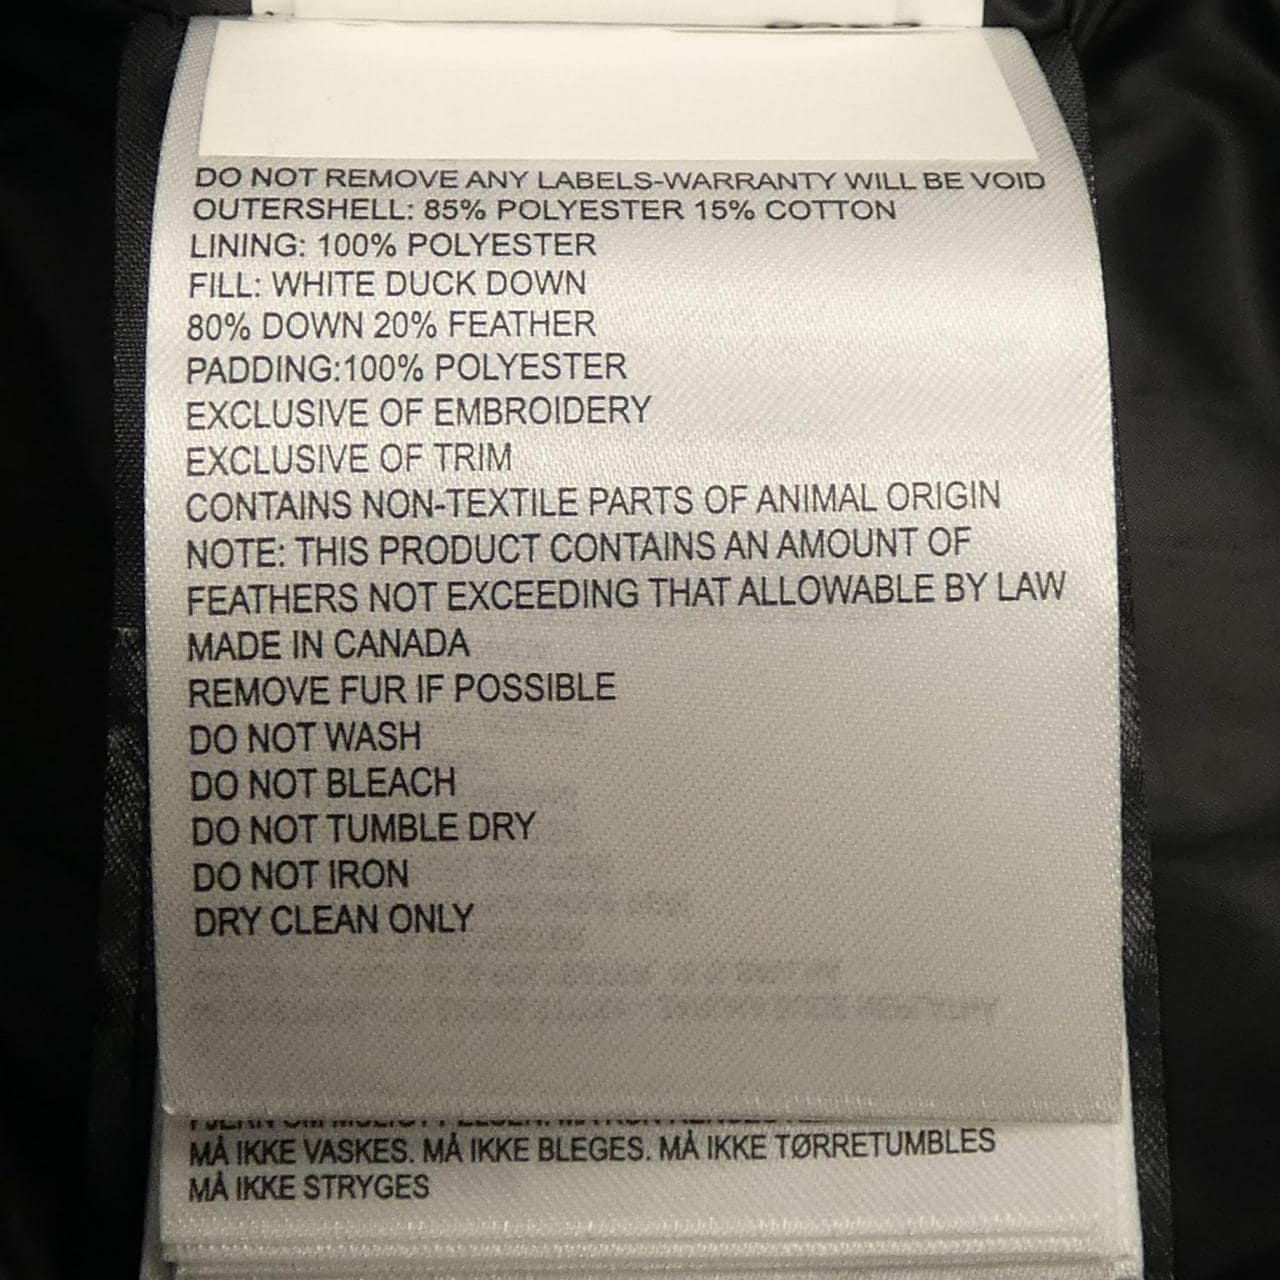 DO NOT REMOVE ANY LABELS-WARRANTY WILL BE VOID
OUTERSHELL: 85% POLYESTER 15% COTTON
LINING: 100% POLYESTER
FILL: WHITE DUCK DOWN
80% DOWN 20% FEATHER
PADDING:100% POLYESTER
EXCLUSIVE OF EMBROIDERY
EXCLUSIVE OF TRIM
CONTAINS NON-TEXTILE PARTS OF ANIMAL ORIGIN
NOTE: THIS PRODUCT CONTAINS AN AMOUNT OF
FEATHERS NOT EXCEEDING THAT ALLOWABLE BY LAW
MADE IN CANADA
REMOVE FUR IF POSSIBLE
DO NOT WASH
DO NOT BLEACH
DO NOT TUMBLE DRY
DO NOT IRON
DRY CLEAN ONLY
MÅ IKKE VASKES. MÅ IKKE BLEGES. MÅ IKKE TØRRETUMBLES
MÅ IKKE STRYGES